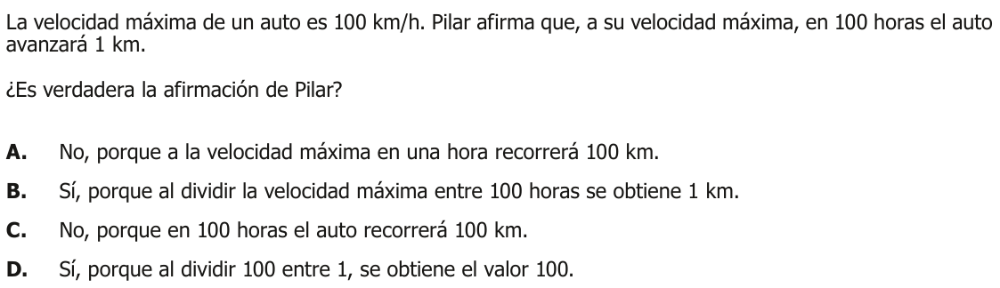 La velocidad máxima de un auto es 100 km/h. Pilar afirma que, a su velocidad máxima, en 100 horas el auto
avanzará 1 km.
¿Es verdadera la afirmación de Pilar?
A. No, porque a la velocidad máxima en una hora recorrerá 100 km.
B. Sí, porque al dividir la velocidad máxima entre 100 horas se obtiene 1 km.
C. No, porque en 100 horas el auto recorrerá 100 km.
D. Sí, porque al dividir 100 entre 1, se obtiene el valor 100.